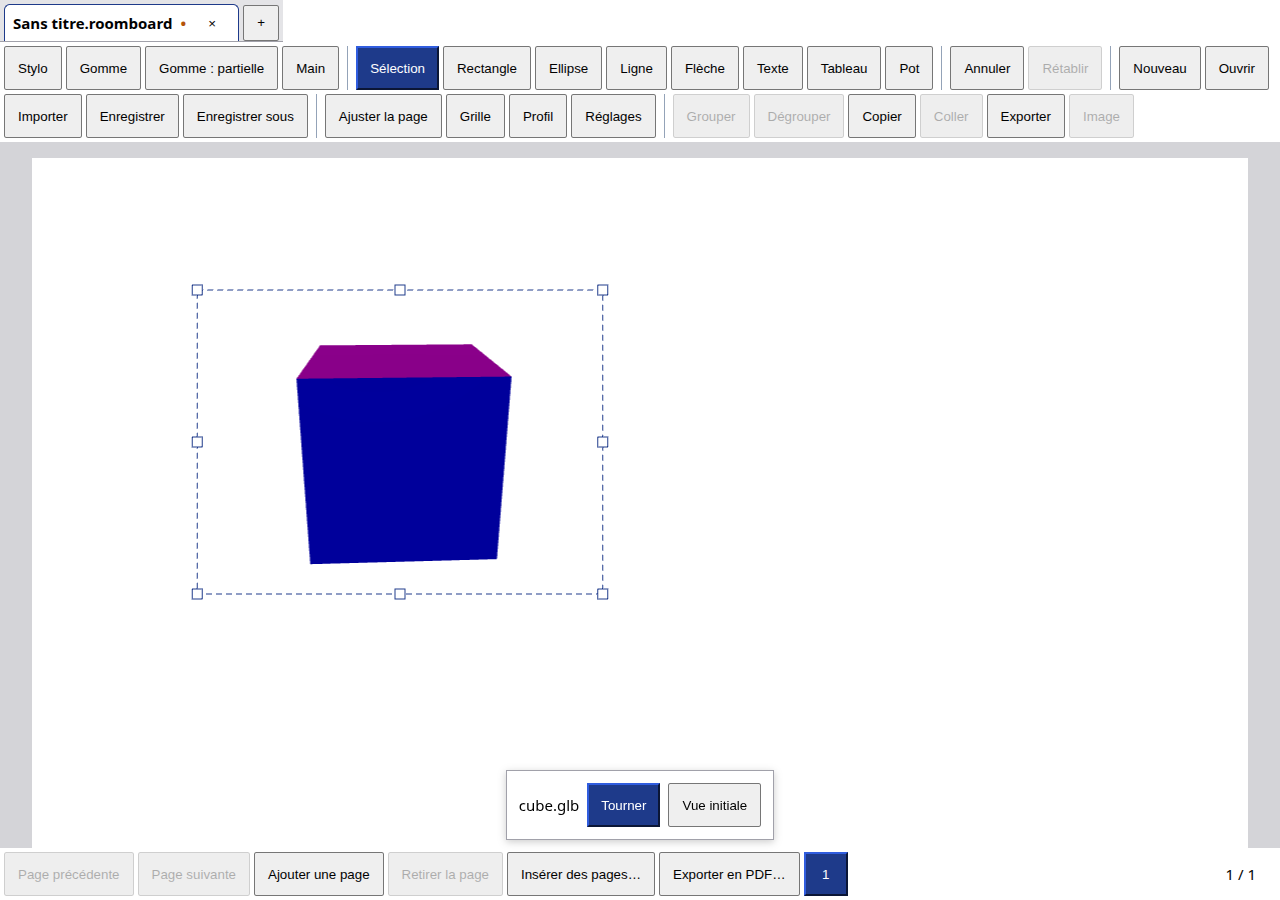 Sans titre.roomboard • × +
Stylo Gomme Gomme : partielle Main Sélection Rectangle Ellipse Ligne Flèche Texte Tableau Pot Annuler Rétablir Nouveau Ouvrir
Importer Enregistrer Enregistrer sous Ajuster la page Grille Profil Réglages Grouper Dégrouper Copier Coller Exporter Image
cube.glb Tourner Vue initiale
Page précédente Page suivante Ajouter une page Retirer la page Insérer des pages… Exporter en PDF… 1 1 / 1